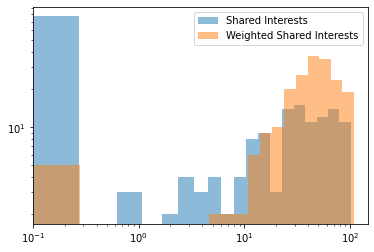 Shared Interests
Weighted Shared Interests
10¹
10⁻¹
10⁰
10¹
10²